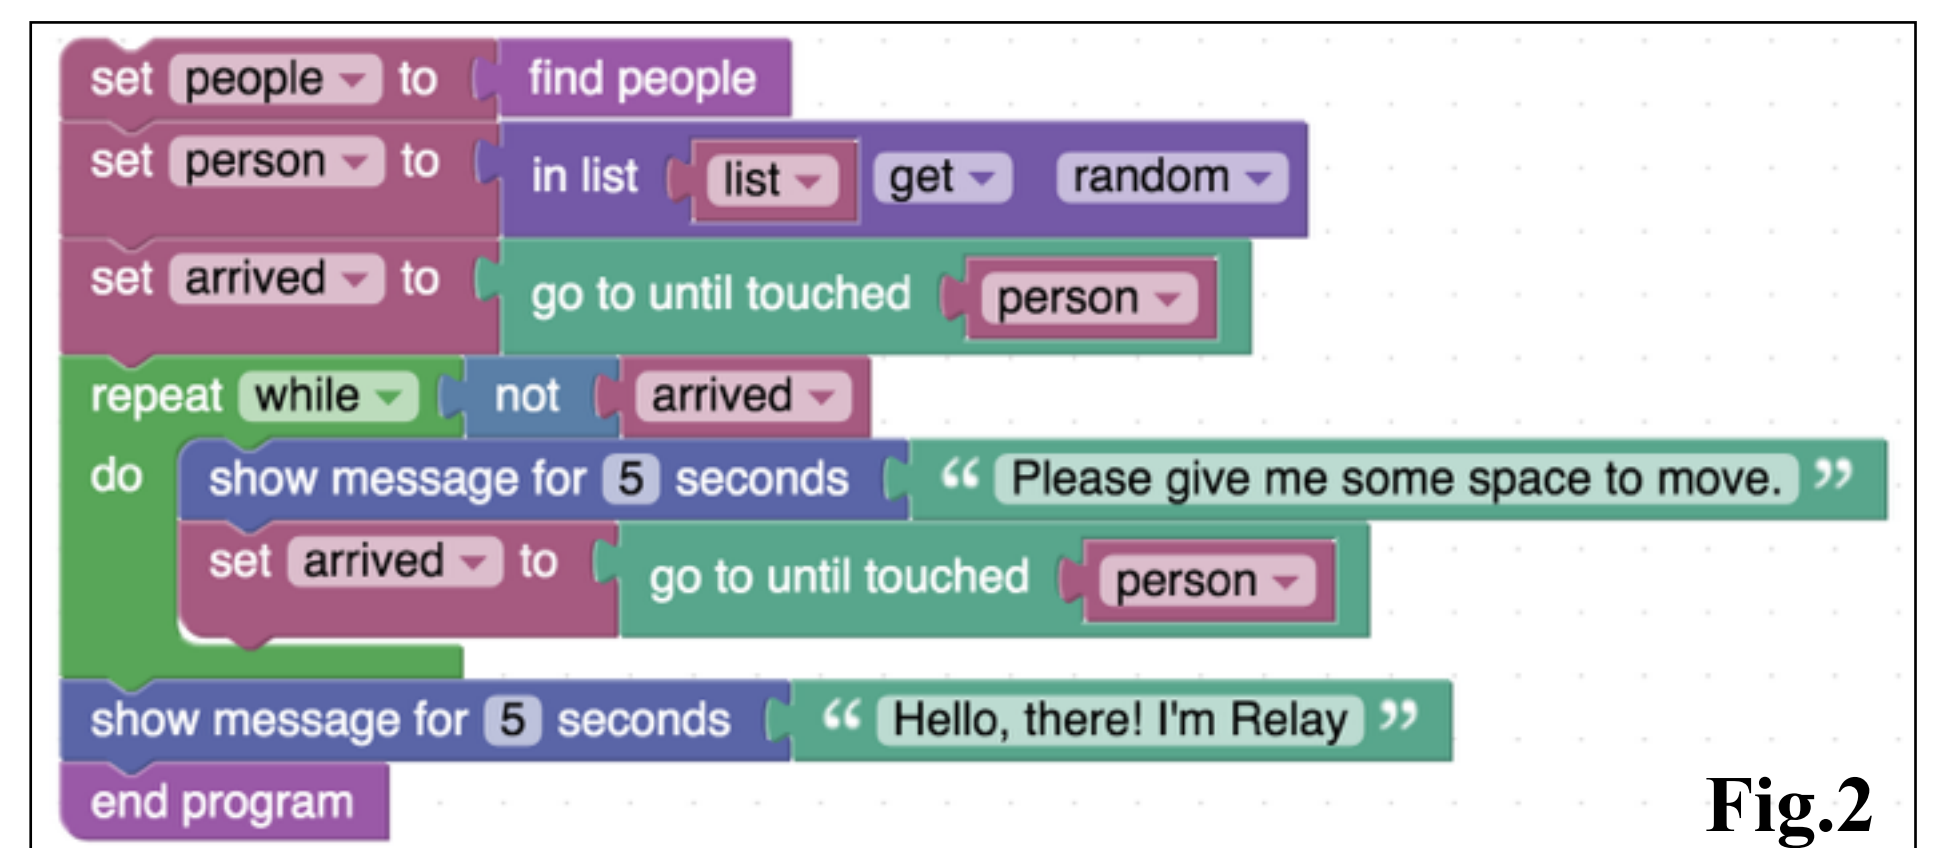 set people to find people
set person to in list list get random
set arrived to go to until touched person
repeat while not arrived
do show message for 5 seconds “ Please give me some space to move. ”
set arrived to go to until touched person
show message for 5 seconds “ Hello, there! I'm Relay ”
end program
Fig.2